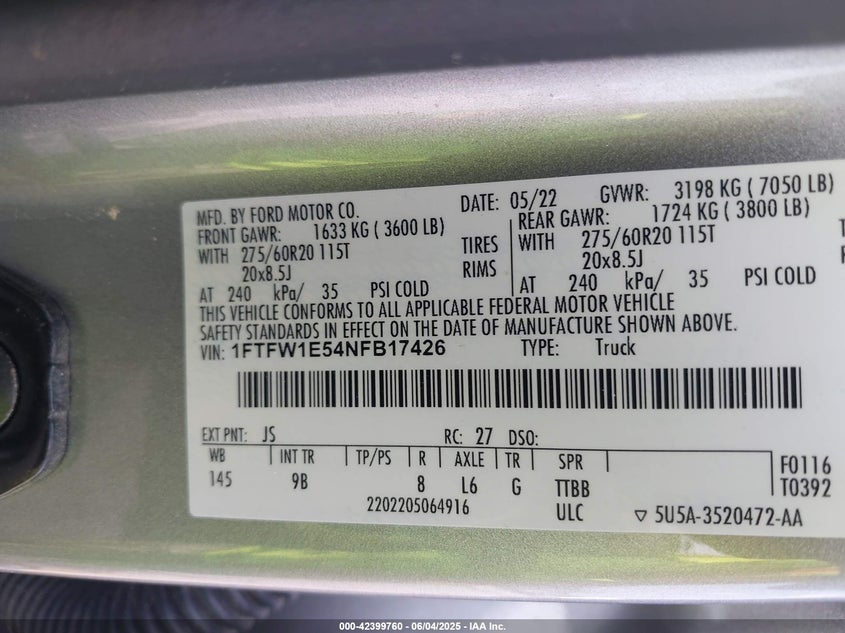 MFD. BY FORD MOTOR CO. DATE: 05/22 GVWR: 3198 KG ( 7050 LB)
FRONT GAWR: 1633 KG ( 3600 LB) REAR GAWR: 1724 KG ( 3800 LB)
WITH 275/60R20 115T TIRES WITH 275/60R20 115T
20x8.5J RIMS 20x8.5J
AT 240 kPa/ 35 PSI COLD AT 240 kPa/ 35 PSI COLD
THIS VEHICLE CONFORMS TO ALL APPLICABLE FEDERAL MOTOR VEHICLE
SAFETY STANDARDS IN EFFECT ON THE DATE OF MANUFACTURE SHOWN ABOVE.
VIN: 1FTFW1E54NFB17426 TYPE: Truck
EXT PNT: JS RC: 27 DSO:
WB INT TR TP/PS R AXLE TR SPR F0116
145 9B 8 L6 G TTBB T0392
2202205064916 ULC ▽ 5U5A-3520472-AA
000-42399760 - 06/04/2025 - IAA Inc.